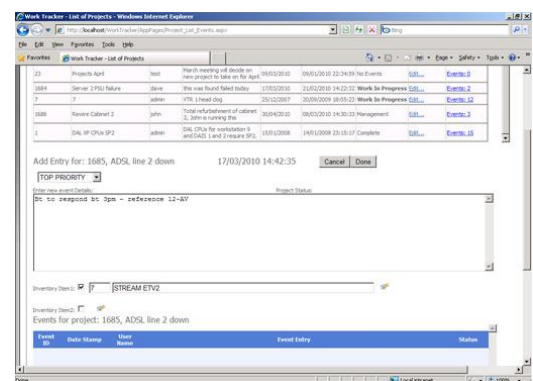 Work Tracker - List of Projects - Windows Internet Explorer
http://localhost/WorkTracker/AppPages/Project_List_Events.aspx
Bing
File Edit View Favorites Tools Help
Favorites Work Tracker - List of Projects
Page Safety Tools
23 Projects April test March meeting will decide on new project to take on for April 09/03/2010 09/01/2010 22:34:59 No Events Edit... Events: 0
1684 Server 2 PSU failure dave this was found failed today 17/03/2010 21/02/2010 14:22:32 Work In Progress Edit... Events: 2
7 7 admin VTR 1 head dog 25/12/2007 20/09/2009 18:05:23 Work In Progress Edit... Events: 12
1686 Rewire Cabinet 2 john Total refurbishment of cabinet 2, John is running this 30/04/2010 08/03/2010 14:30:33 Management Edit... Events: 3
1 DAL XP CPUs SP2 admin DAL CPUs for workstation 9 and DAIS 1 and 2 require SP2. 15/01/2008 14/01/2009 23:15:17 Complete Edit... Events: 15
Add Entry for: 1685, ADSL line 2 down 17/03/2010 14:42:35 Cancel Done
TOP PRIORITY
Enter new event Details: Project Status:
Bt to respond bt 3pm - reference 12-AV
Inventory Item1: 7 STREAM ETV2
Inventory Item2:
Events for project: 1685, ADSL line 2 down
Event ID Date Stamp User Name Event Entry Status
Done Local intranet 100%